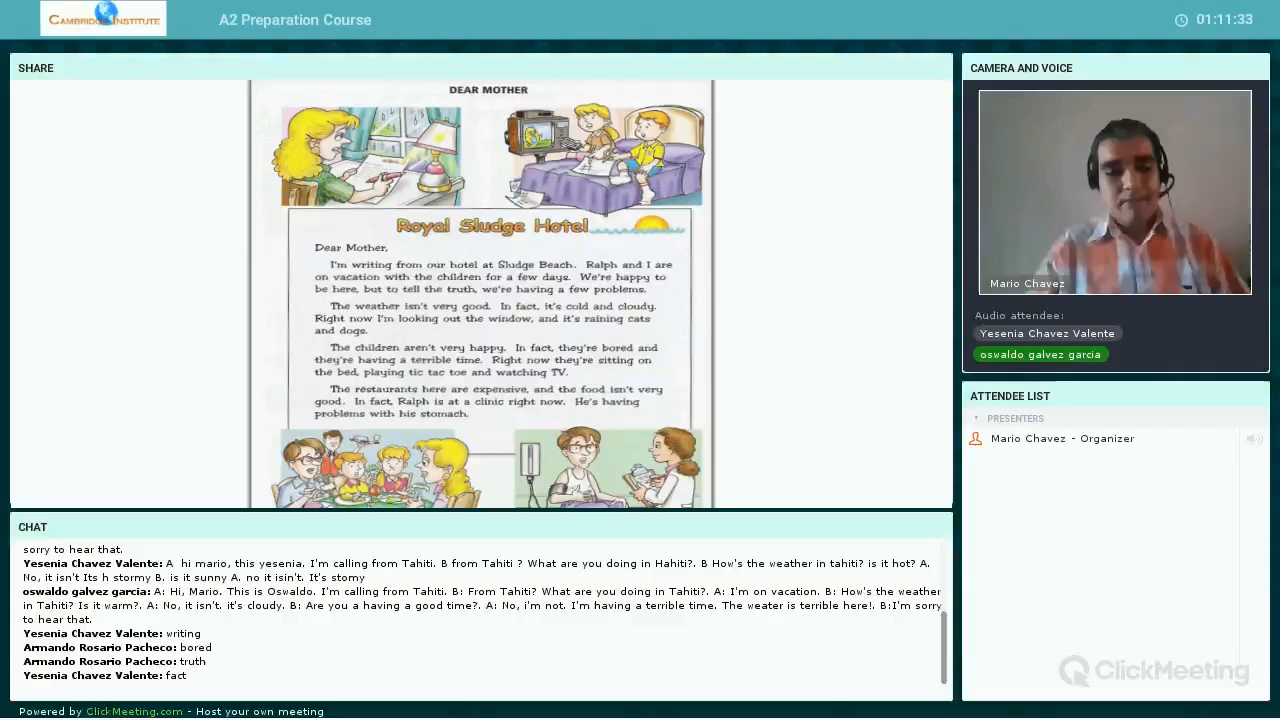 CAMBRIDGE INSTITUTE
A2 Preparation Course
01:11:33
SHARE
DEAR MOTHER
Royal Sludge Hotel
Dear Mother,
I'm writing from our hotel at Sludge Beach. Ralph and I are
on vacation with the children for a few days. We're happy to
be here, but to tell the truth, we're having a few problems.
The weather isn't very good. In fact, it's cold and cloudy.
Right now I'm looking out the window, and it's raining cats
and dogs.
The children aren't very happy. In fact, they're bored and
they're having a terrible time. Right now they're sitting on
the bed, playing tic tac toe and watching TV.
The restaurants here are expensive, and the food isn't very
good. In fact, Ralph is at a clinic right now. He's having
problems with his stomach.
CAMERA AND VOICE
Mario Chavez
Audio attendee:
Yesenia Chavez Valente
oswaldo galvez garcia
ATTENDEE LIST
PRESENTERS
Mario Chavez - Organizer
CHAT
sorry to hear that.
Yesenia Chavez Valente: A hi mario, this yesenia. I'm calling from Tahiti. B from Tahiti ? What are you doing in Hahiti?. B How's the weather in tahiti? is it hot? A.
No, it isn't Its h stormy B. is it sunny A. no it isin't. It's stomy
oswaldo galvez garcia: A: Hi, Mario. This is Oswaldo. I'm calling from Tahiti. B: From Tahiti? What are you doing in Tahiti?. A: I'm on vacation. B: How's the weather
in Tahiti? Is it warm?. A: No, it isn't. it's cloudy. B: Are you a having a good time?. A: No, i'm not. I'm having a terrible time. The weater is terrible here!. B:I'm sorry
to hear that.
Yesenia Chavez Valente: writing
Armando Rosario Pacheco: bored
Armando Rosario Pacheco: truth
Yesenia Chavez Valente: fact
ClickMeeting
Powered by ClickMeeting.com - Host your own meeting